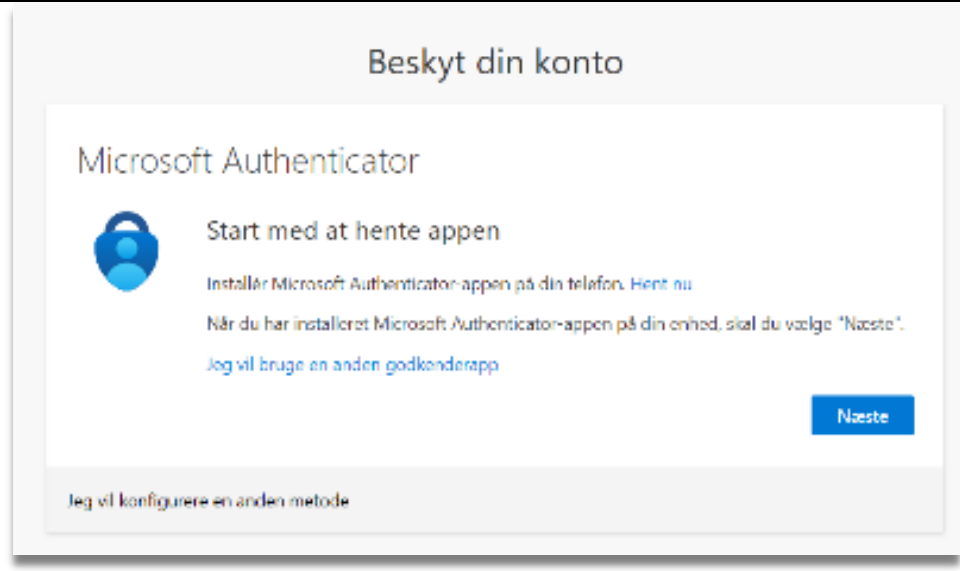 Beskyt din konto
Microsoft Authenticator
Start med at hente appen
Installér Microsoft Authenticator-appen på din telefon. Hent nu
Når du har installeret Microsoft Authenticator-appen på din enhed, skal du vælge "Næste".
Jeg vil bruge en anden godkenderapp
Næste
Jeg vil konfigurere en anden metode